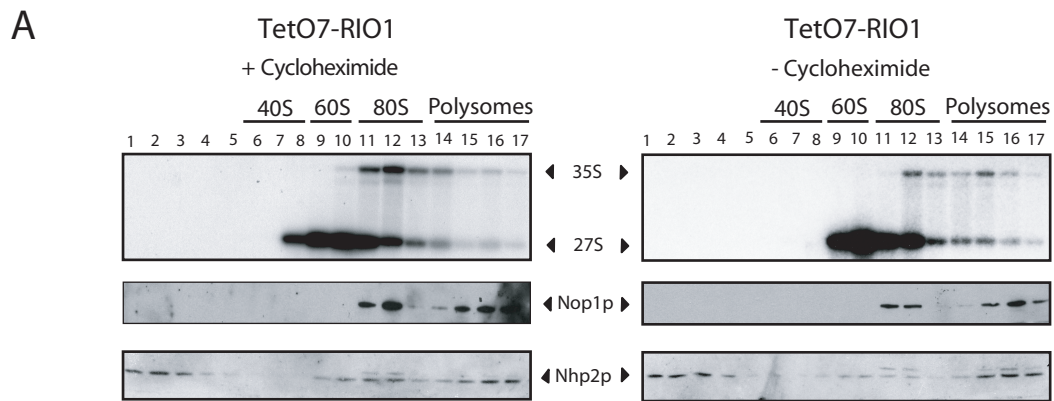 A
TetO7-RIO1
+ Cycloheximide
40S 60S 80S Polysomes
1 2 3 4 5 6 7 8 9 10 11 12 13 14 15 16 17
TetO7-RIO1
- Cycloheximide
40S 60S 80S Polysomes
1 2 3 4 5 6 7 8 9 10 11 12 13 14 15 16 17
35S
27S
Nop1p
Nhp2p